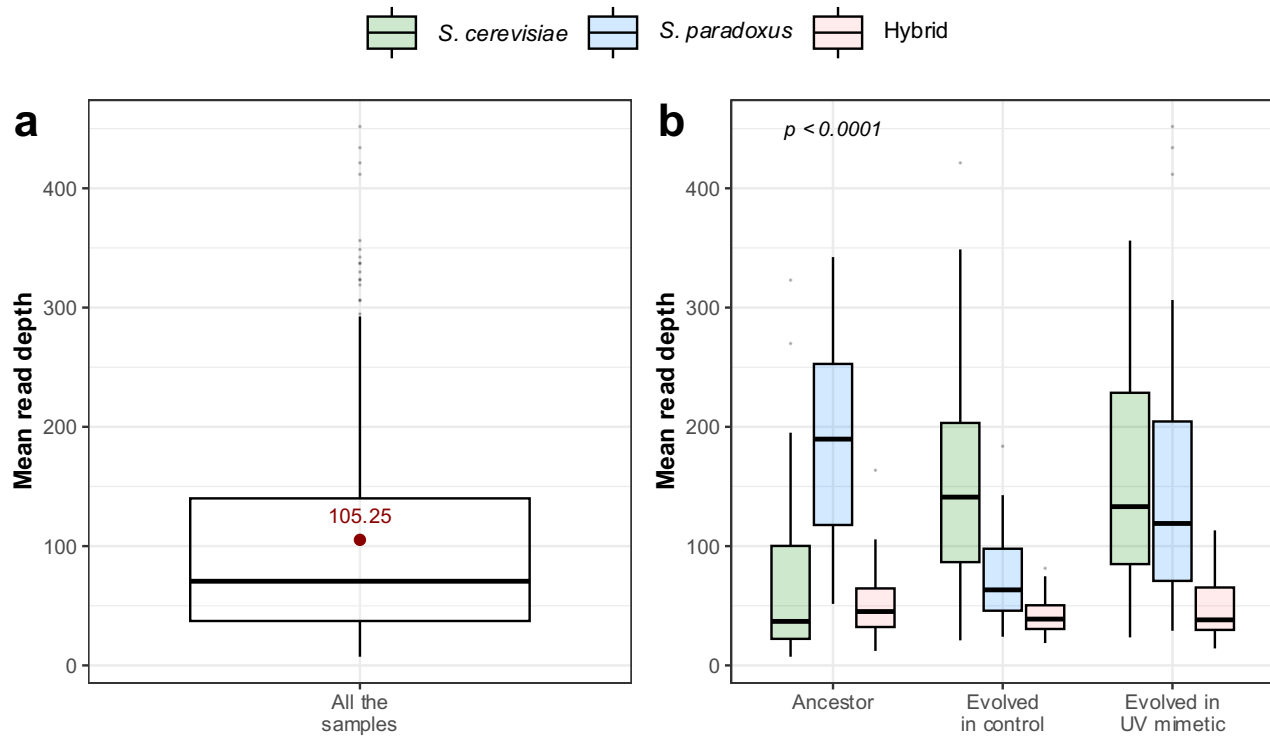 S. cerevisiae S. paradoxus Hybrid
a
Mean read depth
400
300
200
100
0
105.25
All the
samples
b
p < 0.0001
Mean read depth
400
300
200
100
0
Ancestor
Evolved
in control
Evolved in
UV mimetic